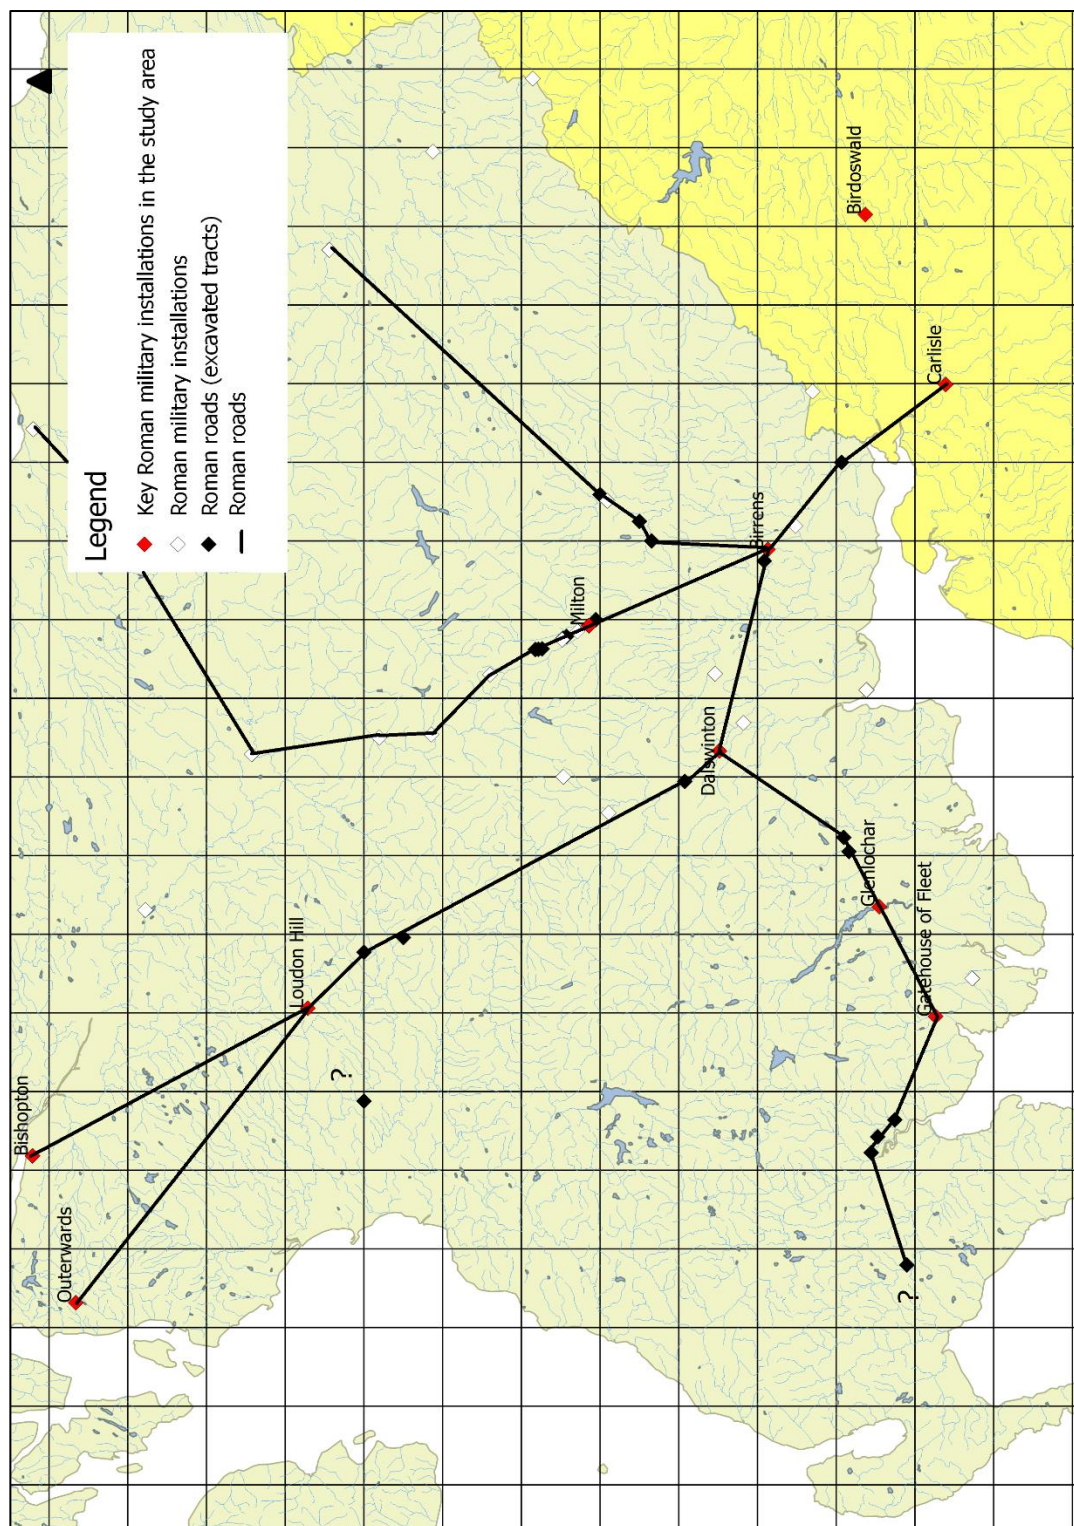 Legend
Key Roman military installations in the study area
Roman military installations
Roman roads (excavated tracts)
Roman roads
Bishopton
Outerwards
Loudon Hill
?
Milton
Birrens
Dalswinton
Glenlochar
Gatehouse of Fleet
?
Birdoswald
Carlisle